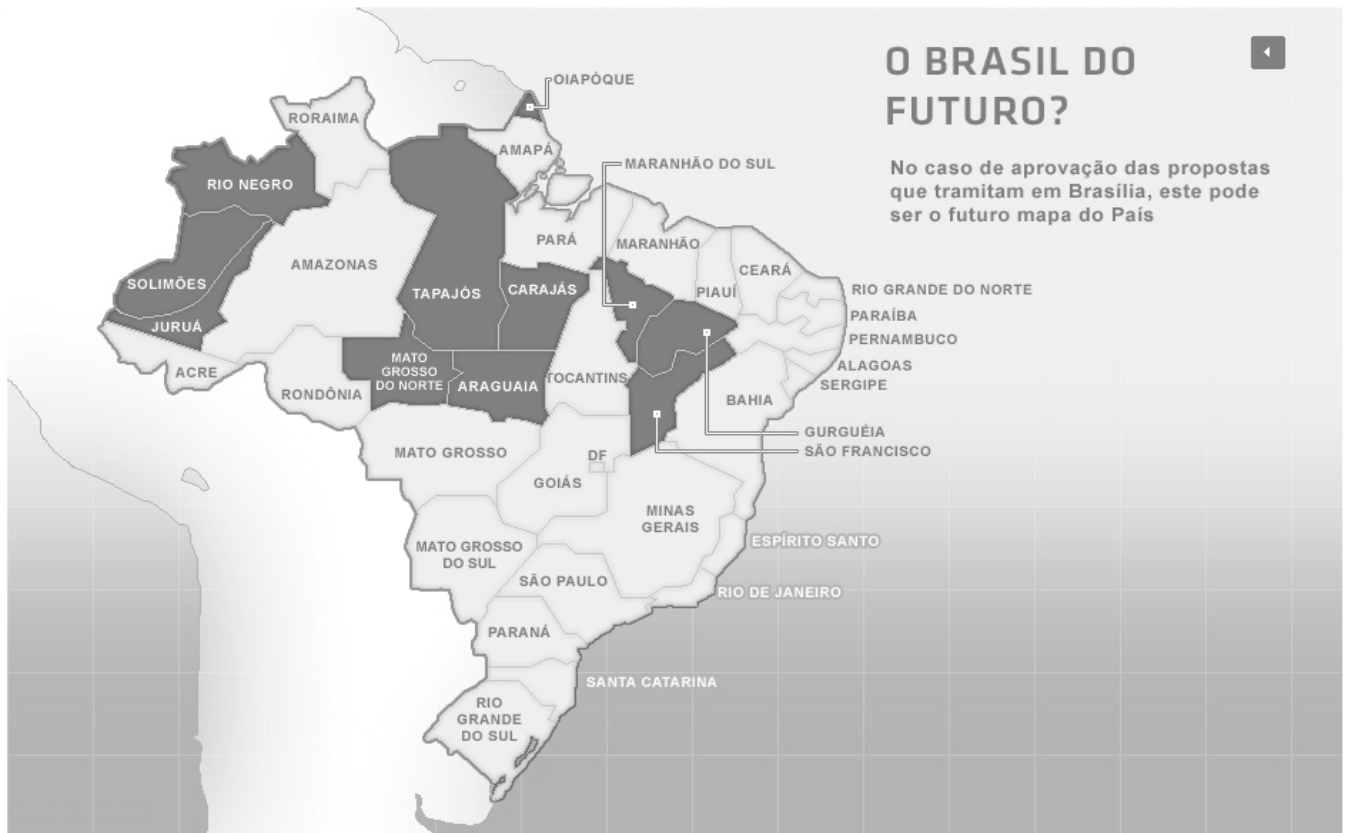 O BRASIL DO
FUTURO?
No caso de aprovação das propostas
que tramitam em Brasília, este pode
ser o futuro mapa do País
OIAPÓQUE
RORAIMA
AMAPÁ
MARANHÃO DO SUL
RIO NEGRO
PARÁ
MARANHÃO
AMAZONAS
CEARÁ
SOLIMÕES
TAPAJÓS
CARAJÁS
PIAUÍ
RIO GRANDE DO NORTE
JURUÁ
PARAÍBA
PERNAMBUCO
MATO
GROSSO
DO NORTE
ALAGOAS
ACRE
ARAGUAIA
TOCANTINS
SERGIPE
RONDÔNIA
BAHIA
GURGUÉIA
MATO GROSSO
DF
SÃO FRANCISCO
GOIÁS
MINAS
GERAIS
ESPÍRITO SANTO
MATO GROSSO
DO SUL
SÃO PAULO
RIO DE JANEIRO
PARANÁ
SANTA CATARINA
RIO
GRANDE
DO SUL